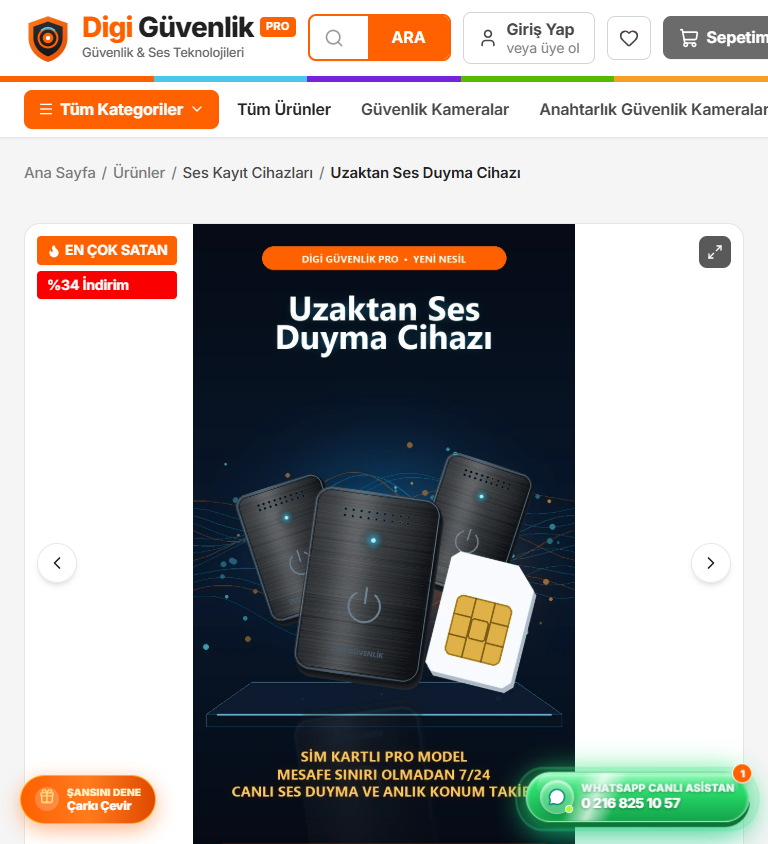 Digi Güvenlik PRO
Güvenlik & Ses Teknolojileri
ARA
Giriş Yap
veya üye ol
Sepetim
Tüm Kategoriler
Tüm Ürünler
Güvenlik Kameralar
Anahtarlık Güvenlik Kameralar
Ana Sayfa / Ürünler / Ses Kayıt Cihazları / Uzaktan Ses Duyma Cihazı
EN ÇOK SATAN
%34 İndirim
DİGİ GÜVENLİK PRO • YENİ NESİL
Uzaktan Ses
Duyma Cihazı
SİM KARTLI PRO MODEL
MESAFE SINIRI OLMADAN 7/24
CANLI SES DUYMA VE ANLIK KONUM TAKİ
ŞANSINI DENE
Çarkı Çevir
1
WHATSAPP CANLI ASİSTAN
0 216 825 10 57